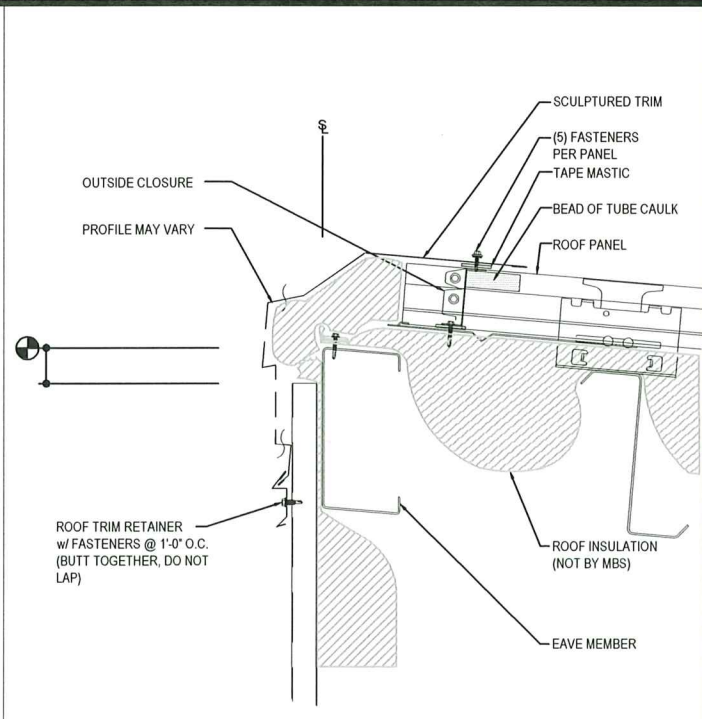 SCULPTURED TRIM
(5) FASTENERS
PER PANEL
TAPE MASTIC
BEAD OF TUBE CAULK
ROOF PANEL
OUTSIDE CLOSURE
PROFILE MAY VARY
ROOF TRIM RETAINER
w/ FASTENERS @ 1'-0" O.C.
(BUTT TOGETHER, DO NOT
LAP)
ROOF INSULATION
(NOT BY MBS)
EAVE MEMBER